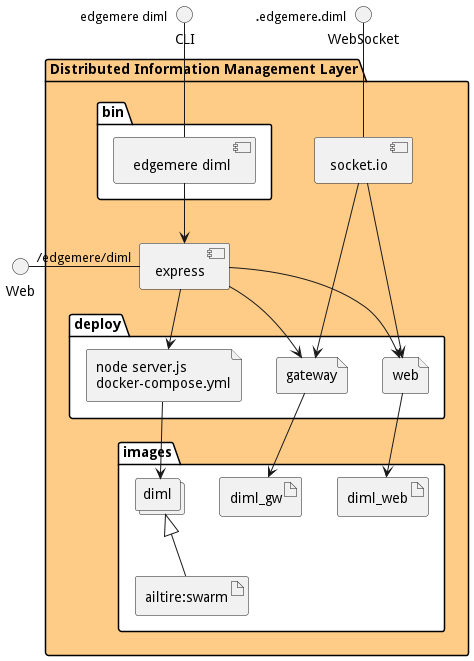 edgemere diml
.edgemere.diml
CLI
WebSocket
Distributed Information Management Layer
bin
edgemere diml
socket.io
/edgemere/diml
express
Web
deploy
node server.js
docker-compose.yml
gateway
web
images
diml
diml_gw
diml_web
ailtire:swarm